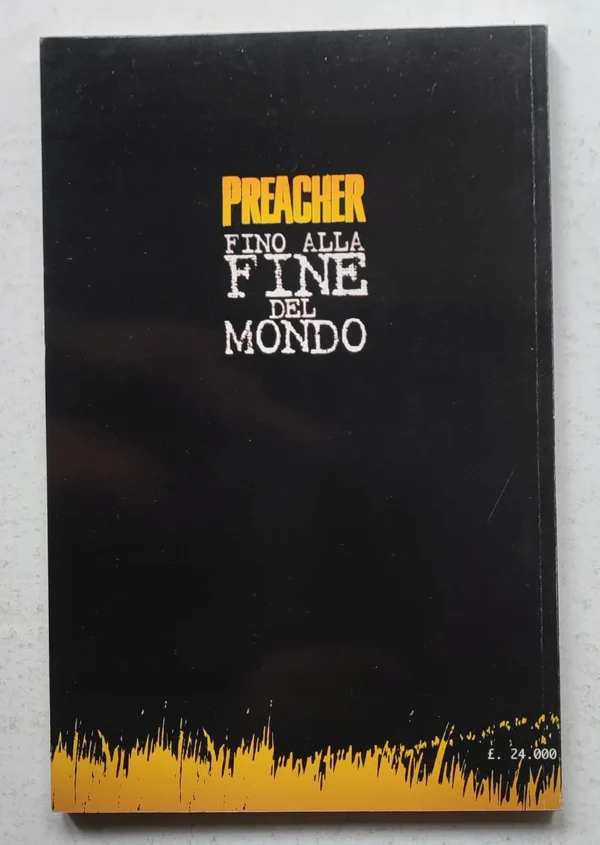 PREACHER
FINO ALLA
FINE
DEL
MONDO
£. 24.000